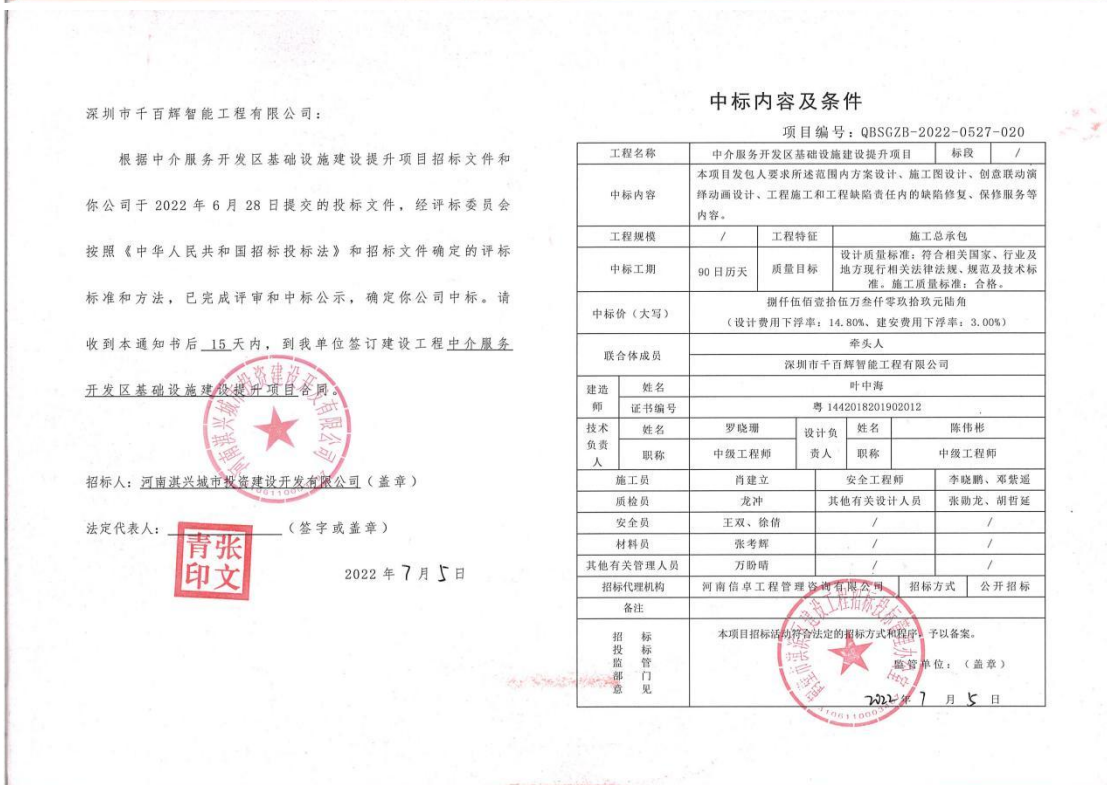 深圳市千百辉智能工程有限公司：
根据中介服务开发区基础设施建设提升项目招标文件和
你公司于 2022 年 6 月 28 日提交的投标文件，经评标委员会
按照《中华人民共和国招标投标法》和招标文件确定的评标
标准和方法，已完成评审和中标公示，确定你公司中标。请
收到本通知书后 15 天内，到我单位签订建设工程中介服务
开发区基础设施建设提升项目合同。
河南淇兴城市投资建设开发有限公司
招标人：河南淇兴城市投资建设开发有限公司（盖章）
法定代表人：（签字或盖章）
张文青印
2022 年 7 月 5 日
中标内容及条件
项目编号：QBSGZB-2022-0527-020
工程名称 中介服务开发区基础设施建设提升项目 标段 /
中标内容 本项目发包人要求所述范围内方案设计、施工图设计、创意联动演
绎动画设计、工程施工和工程缺陷责任内的缺陷修复、保修服务等
内容。
工程规模 / 工程特征 施工总承包
中标工期 90 日历天 质量目标 设计质量标准：符合相关国家、行业及
地方现行相关法律法规、规范及技术标
准。施工质量标准：合格。
中标价（大写） 捌仟伍佰壹拾伍万叁仟零玖拾玖元陆角
（设计费用下浮率：14.80%、建安费用下浮率：3.00%）
联合体成员 牵头人
深圳市千百辉智能工程有限公司
建造师 姓名 叶中海
证书编号 粤 1442018201902012
技术负责人 姓名 罗晓珊 设计负责人 姓名 陈伟彬
职称 中级工程师 职称 中级工程师
施工员 肖建立 安全工程师 李晓鹏、邓紫遥
质检员 龙冲 其他有关设计人员 张勋龙、胡哲延
安全员 王双、徐倩 / /
材料员 张考辉 / /
其他有关管理人员 万盼晴 / /
招标代理机构 河南信卓工程管理咨询有限公司 招标方式 公开招标
备注
招标投标监管部门意见 本项目招标活动符合法定的招标方式和程序，予以备案。
监管单位：（盖章）
2022 年 7 月 5 日